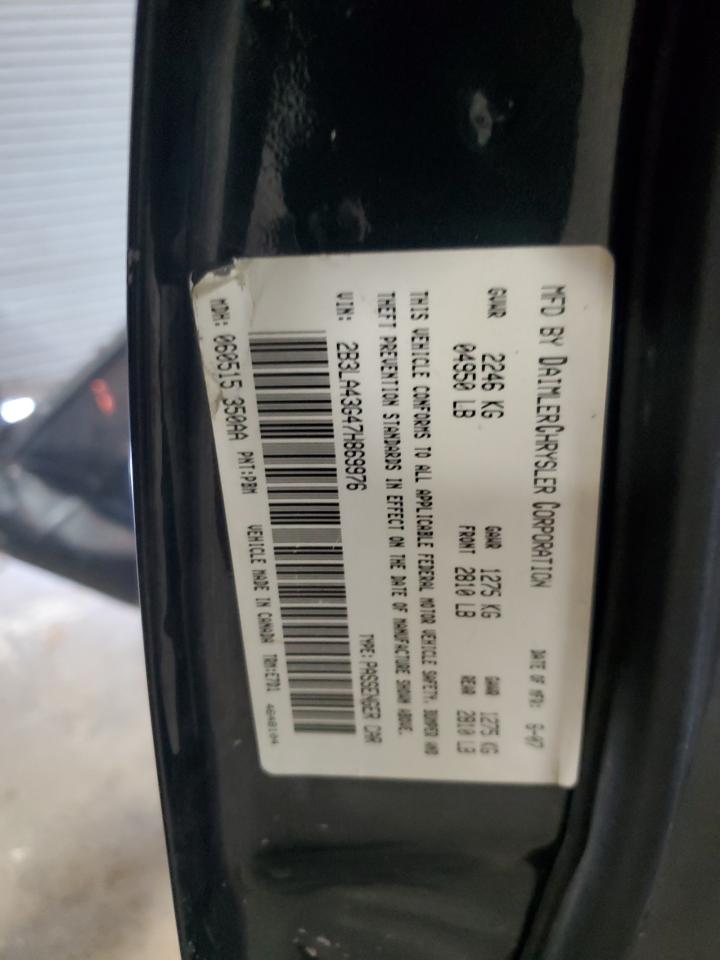 MFD BY DAIMLERCHRYSLER CORPORATION DATE OF MFR: 6-07
GVWR 2246 KG GAWR 1275 KG GAWR 1275 KG
04950 LB FRONT 2810 LB REAR 2810 LB
THIS VEHICLE CONFORMS TO ALL APPLICABLE FEDERAL MOTOR VEHICLE SAFETY, BUMPER AND
THEFT PREVENTION STANDARDS IN EFFECT ON THE DATE OF MANUFACTURE SHOWN ABOVE.
VIN: 2B3LA43G47H869976 TYPE: PASSENGER CAR
MDH: 060515 350AA PNT:PBM VEHICLE MADE IN CANADA TRM:E7D1 4648104